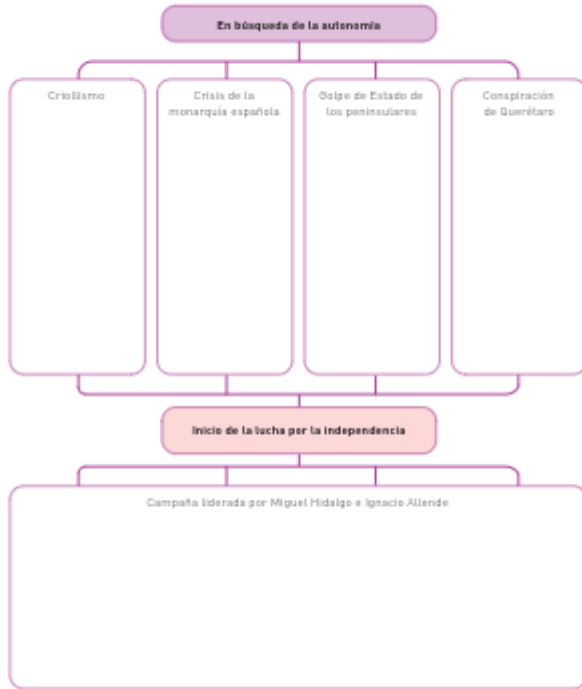 En búsqueda de la autonomía
Criollismo
Crisis de la
monarquía española
Golpe de Estado de
los peninsulares
Conspiración
de Querétaro
Inicio de la lucha por la independencia
Campaña liderada por Miguel Hidalgo e Ignacio Allende